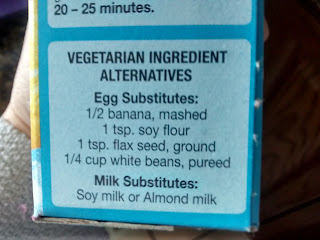 20 – 25 minutes.
VEGETARIAN INGREDIENT
ALTERNATIVES
Egg Substitutes:
1/2 banana, mashed
1 tsp. soy flour
1 tsp. flax seed, ground
1/4 cup white beans, pureed
Milk Substitutes:
Soy milk or Almond milk